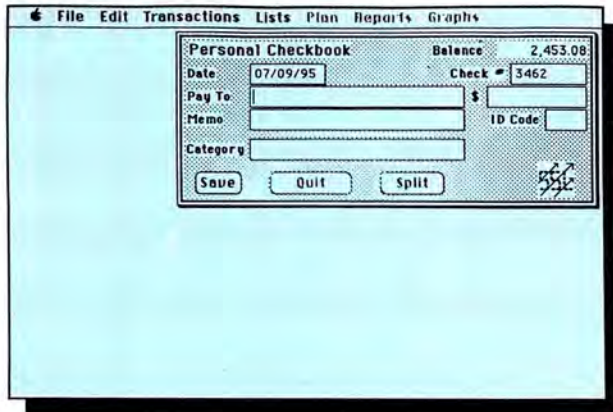 File Edit Transactions Lists Plan Reports Graphs
Personal Checkbook Balance 2,453.08
Date 07/09/95 Check # 3462
Pay To $
Memo ID Code
Category
Save Quit Split